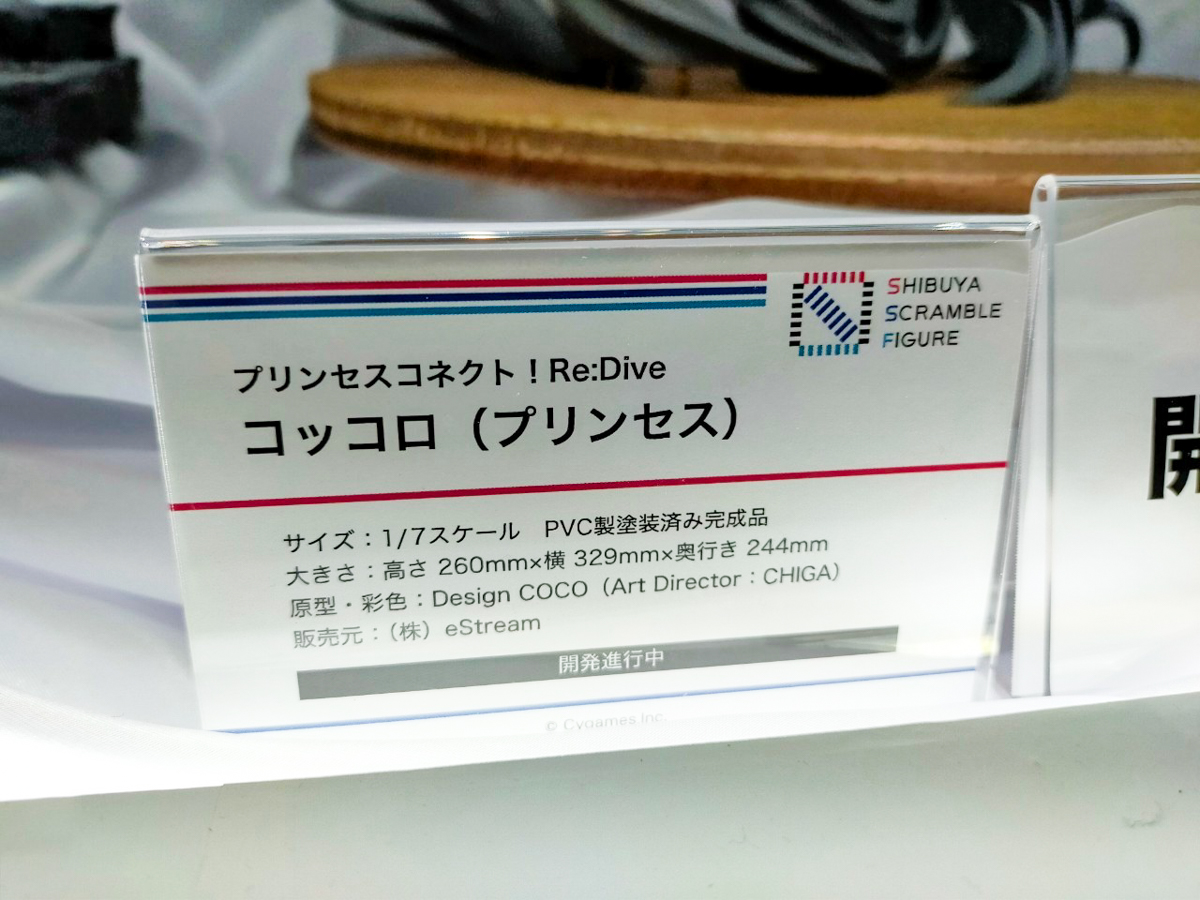 SHIBUYA
SCRAMBLE
FIGURE
プリンセスコネクト！Re:Dive
コッコロ（プリンセス）
サイズ：1/7スケール　PVC製塗装済み完成品
大きさ：高さ 260mm×横 329mm×奥行き 244mm
原型・彩色：Design COCO（Art Director：CHIGA）
販売元：（株）eStream
開発進行中
© Cygames Inc.
開